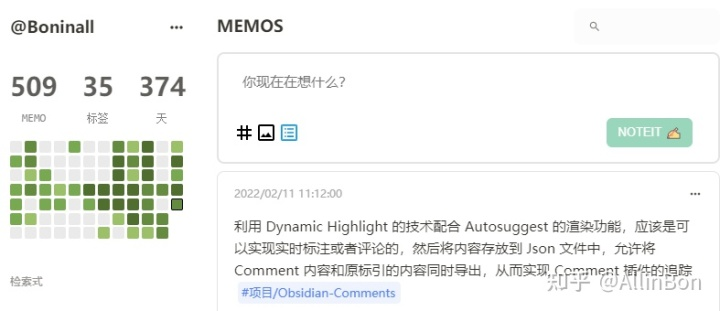 @Boninall
MEMOS
509 35 374
MEMO 标签 天
你现在在想什么?
NOTEIT ✍
2022/02/11 11:12:00
利用 Dynamic Highlight 的技术配合 Autosuggest 的渲染功能，应该是可
以实现实时标注或者评论的，然后将内容存放到 Json 文件中，允许将
Comment 内容和原标引的内容同时导出，从而实现 Comment 插件的追踪
#项目/Obsidian-Comments
检索式
知乎 @AllinBon